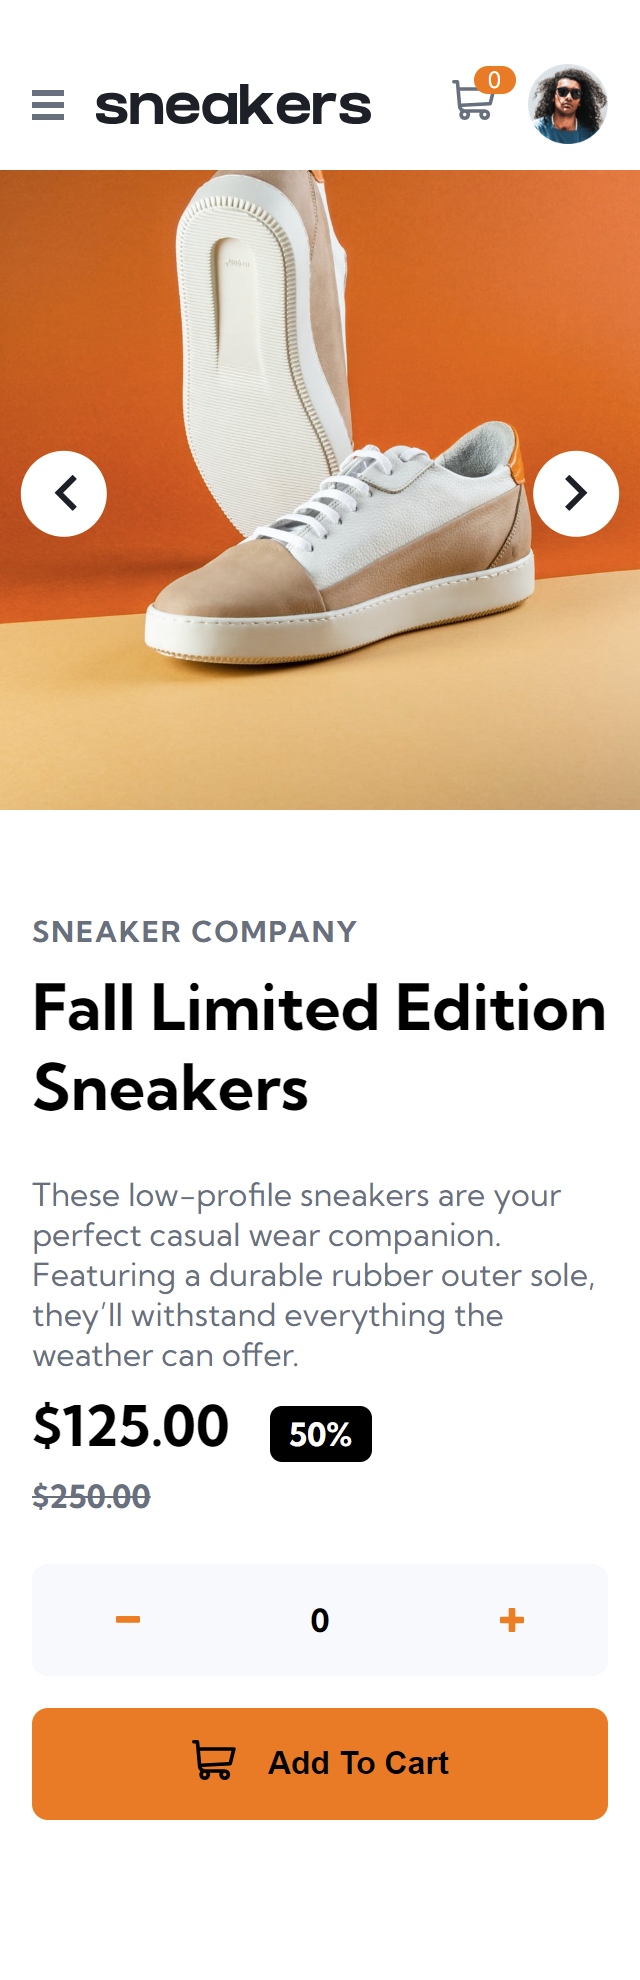 sneakers
0
SNEAKER COMPANY
Fall Limited Edition
Sneakers
These low-profile sneakers are your
perfect casual wear companion.
Featuring a durable rubber outer sole,
they’ll withstand everything the
weather can offer.
$125.00 50%
$250.00
0
Add To Cart